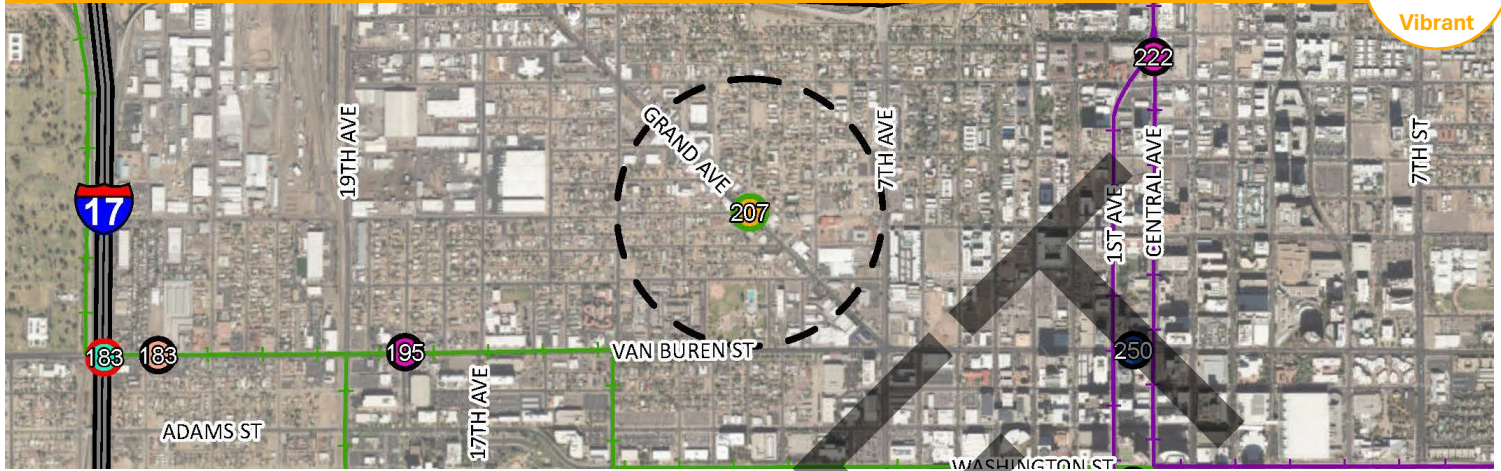 Vibrant
222
GRAND AVE
19TH AVE
7TH AVE
7TH ST
17
207
1ST AVE
CENTRAL AVE
183
183
195
VAN BUREN ST
250
17TH AVE
ADAMS ST
WASHINGTON ST